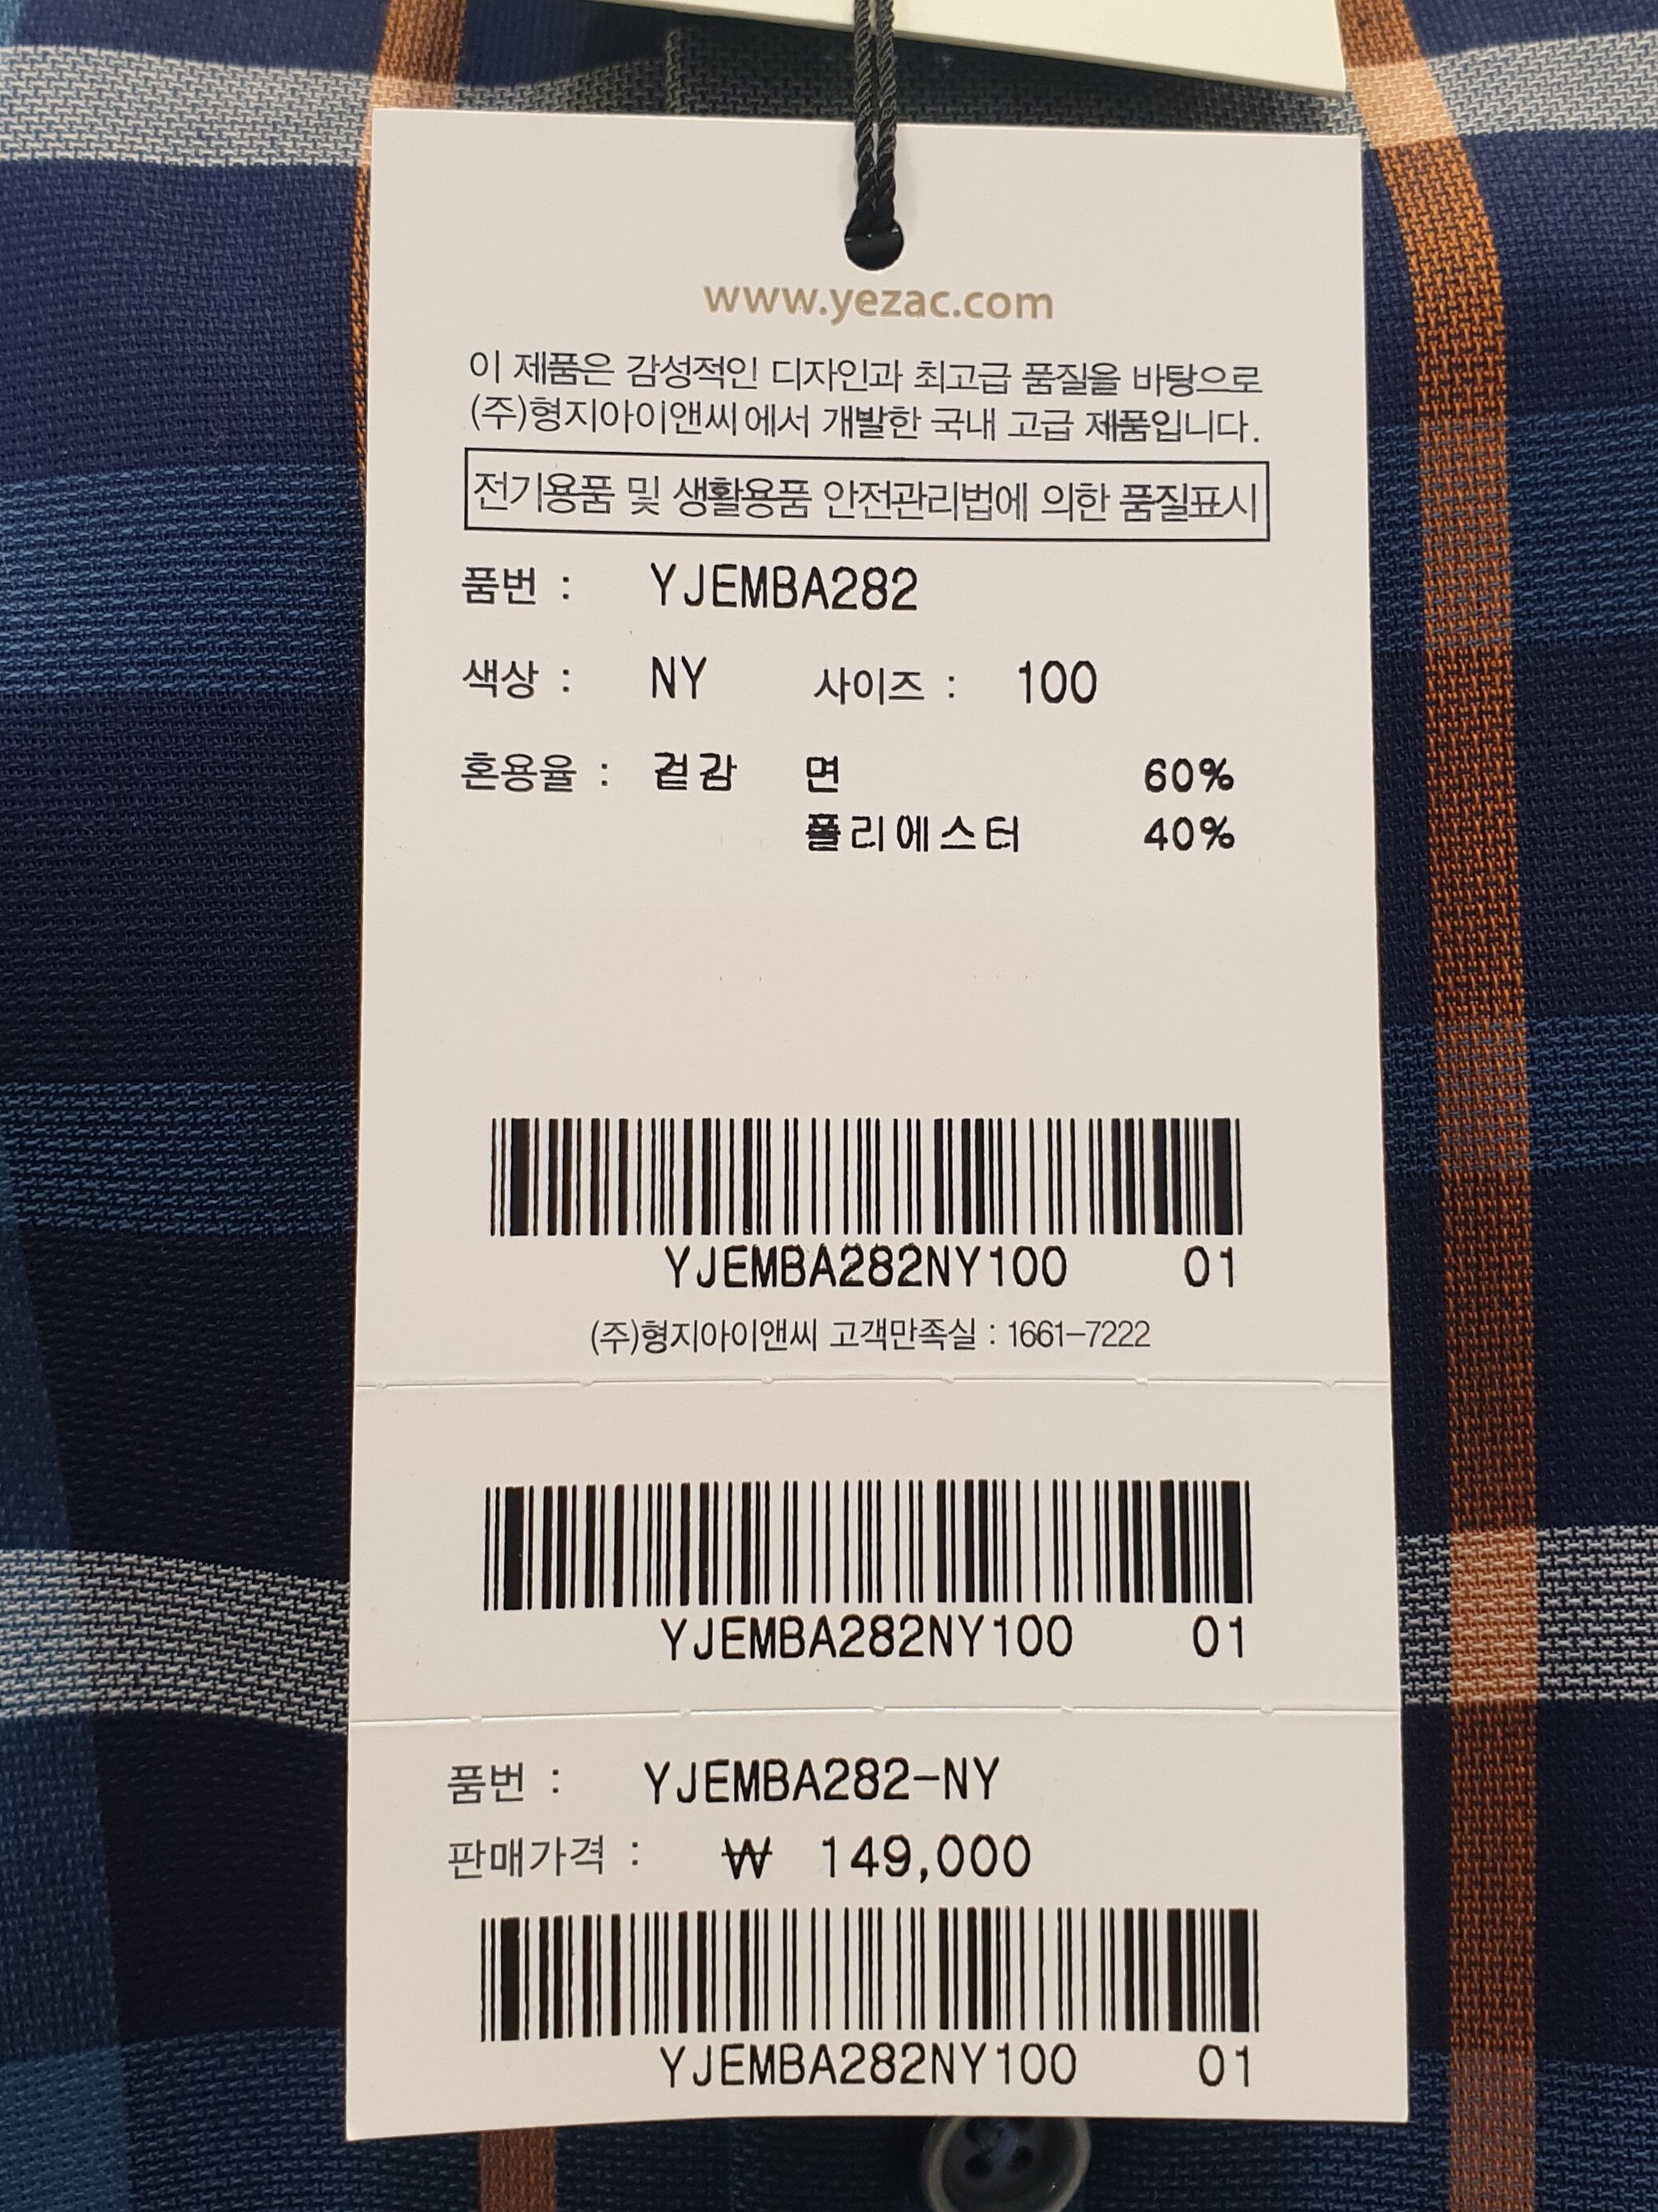 www.yezac.com
이 제품은 감성적인 디자인과 최고급 품질을 바탕으로
(주)형지아이앤씨에서 개발한 국내 고급 제품입니다.
전기용품 및 생활용품 안전관리법에 의한 품질표시
품번 : YJEMBA282
색상 : NY 사이즈 : 100
혼용율 : 겉감 면 60%
폴리에스터 40%
YJEMBA282NY100 01
(주)형지아이앤씨 고객만족실 : 1661-7222
YJEMBA282NY100 01
품번 : YJEMBA282-NY
판매가격 : ₩ 149,000
YJEMBA282NY100 01